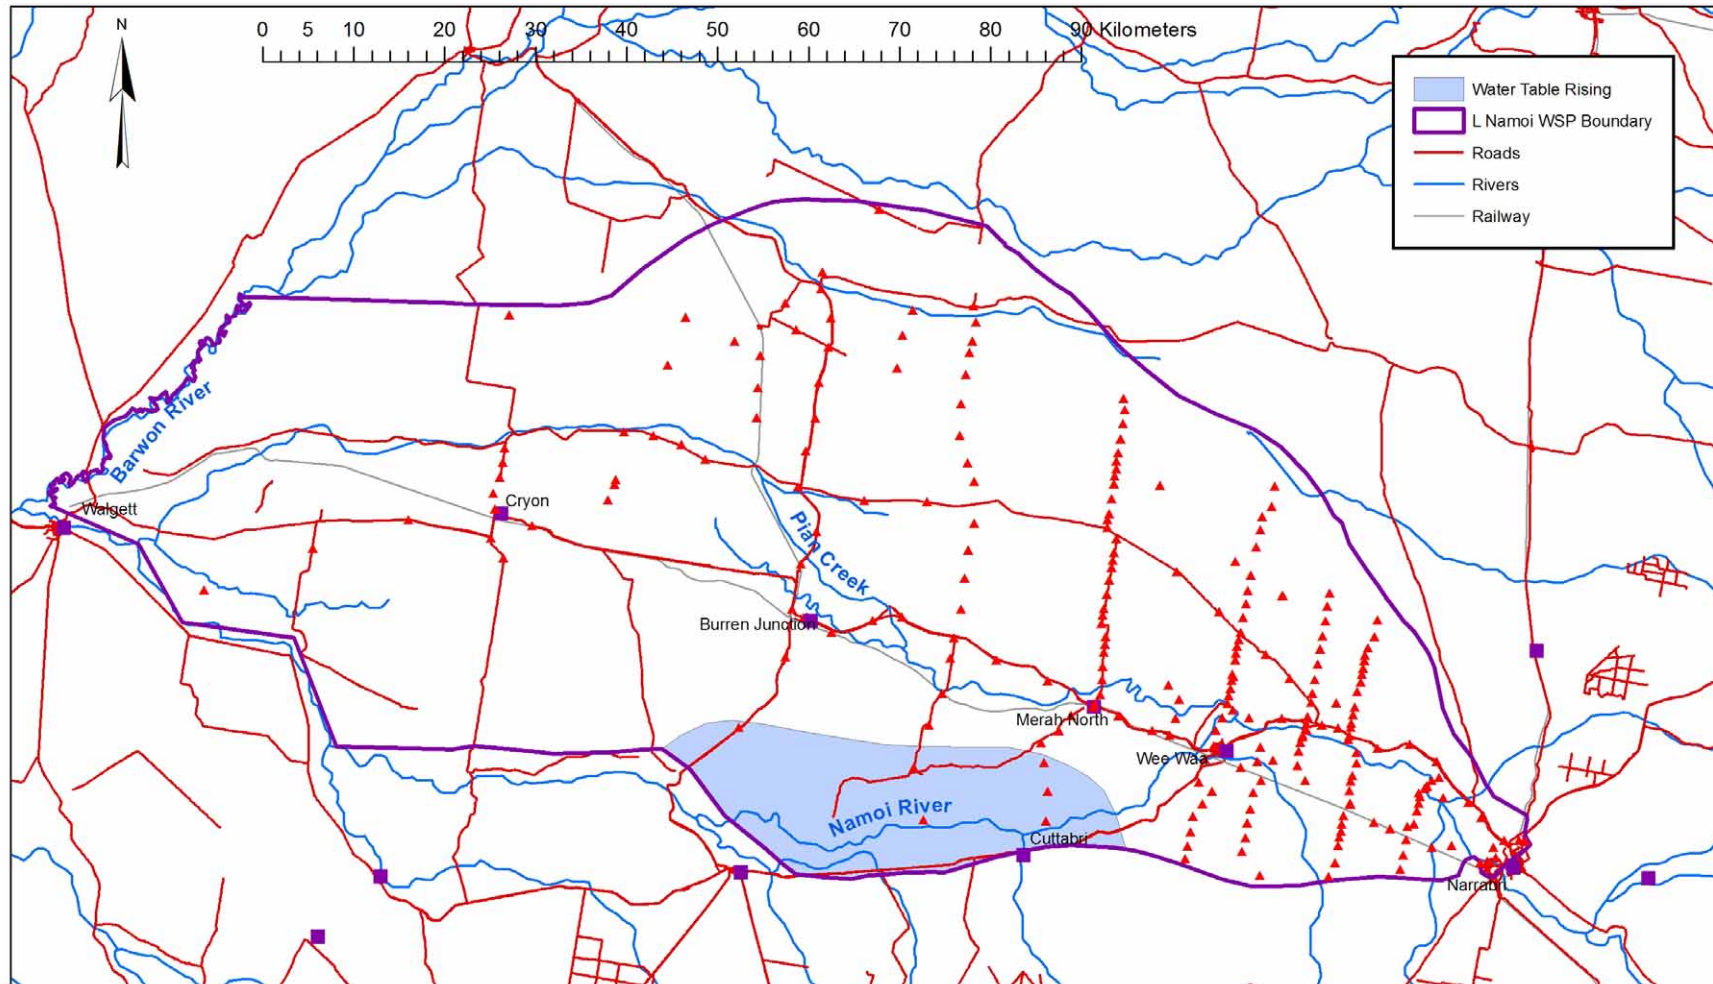 N
0 5 10 20 30 40 50 60 70 80 90 Kilometers
Water Table Rising
L Namoi WSP Boundary
Roads
Rivers
Railway
Barwon River
Walgett
Cryon
Pian Creek
Burren Junction
Merah North
Wee Waa
Namoi River
Cuttabri
Narrabri